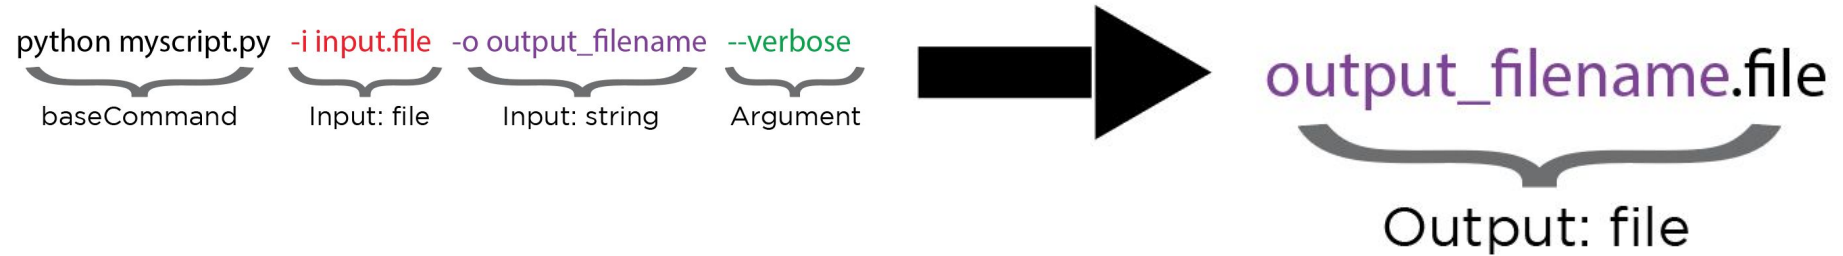 python myscript.py -i input.file -o output_filename --verbose
baseCommand Input: file Input: string Argument
output_filename.file
Output: file